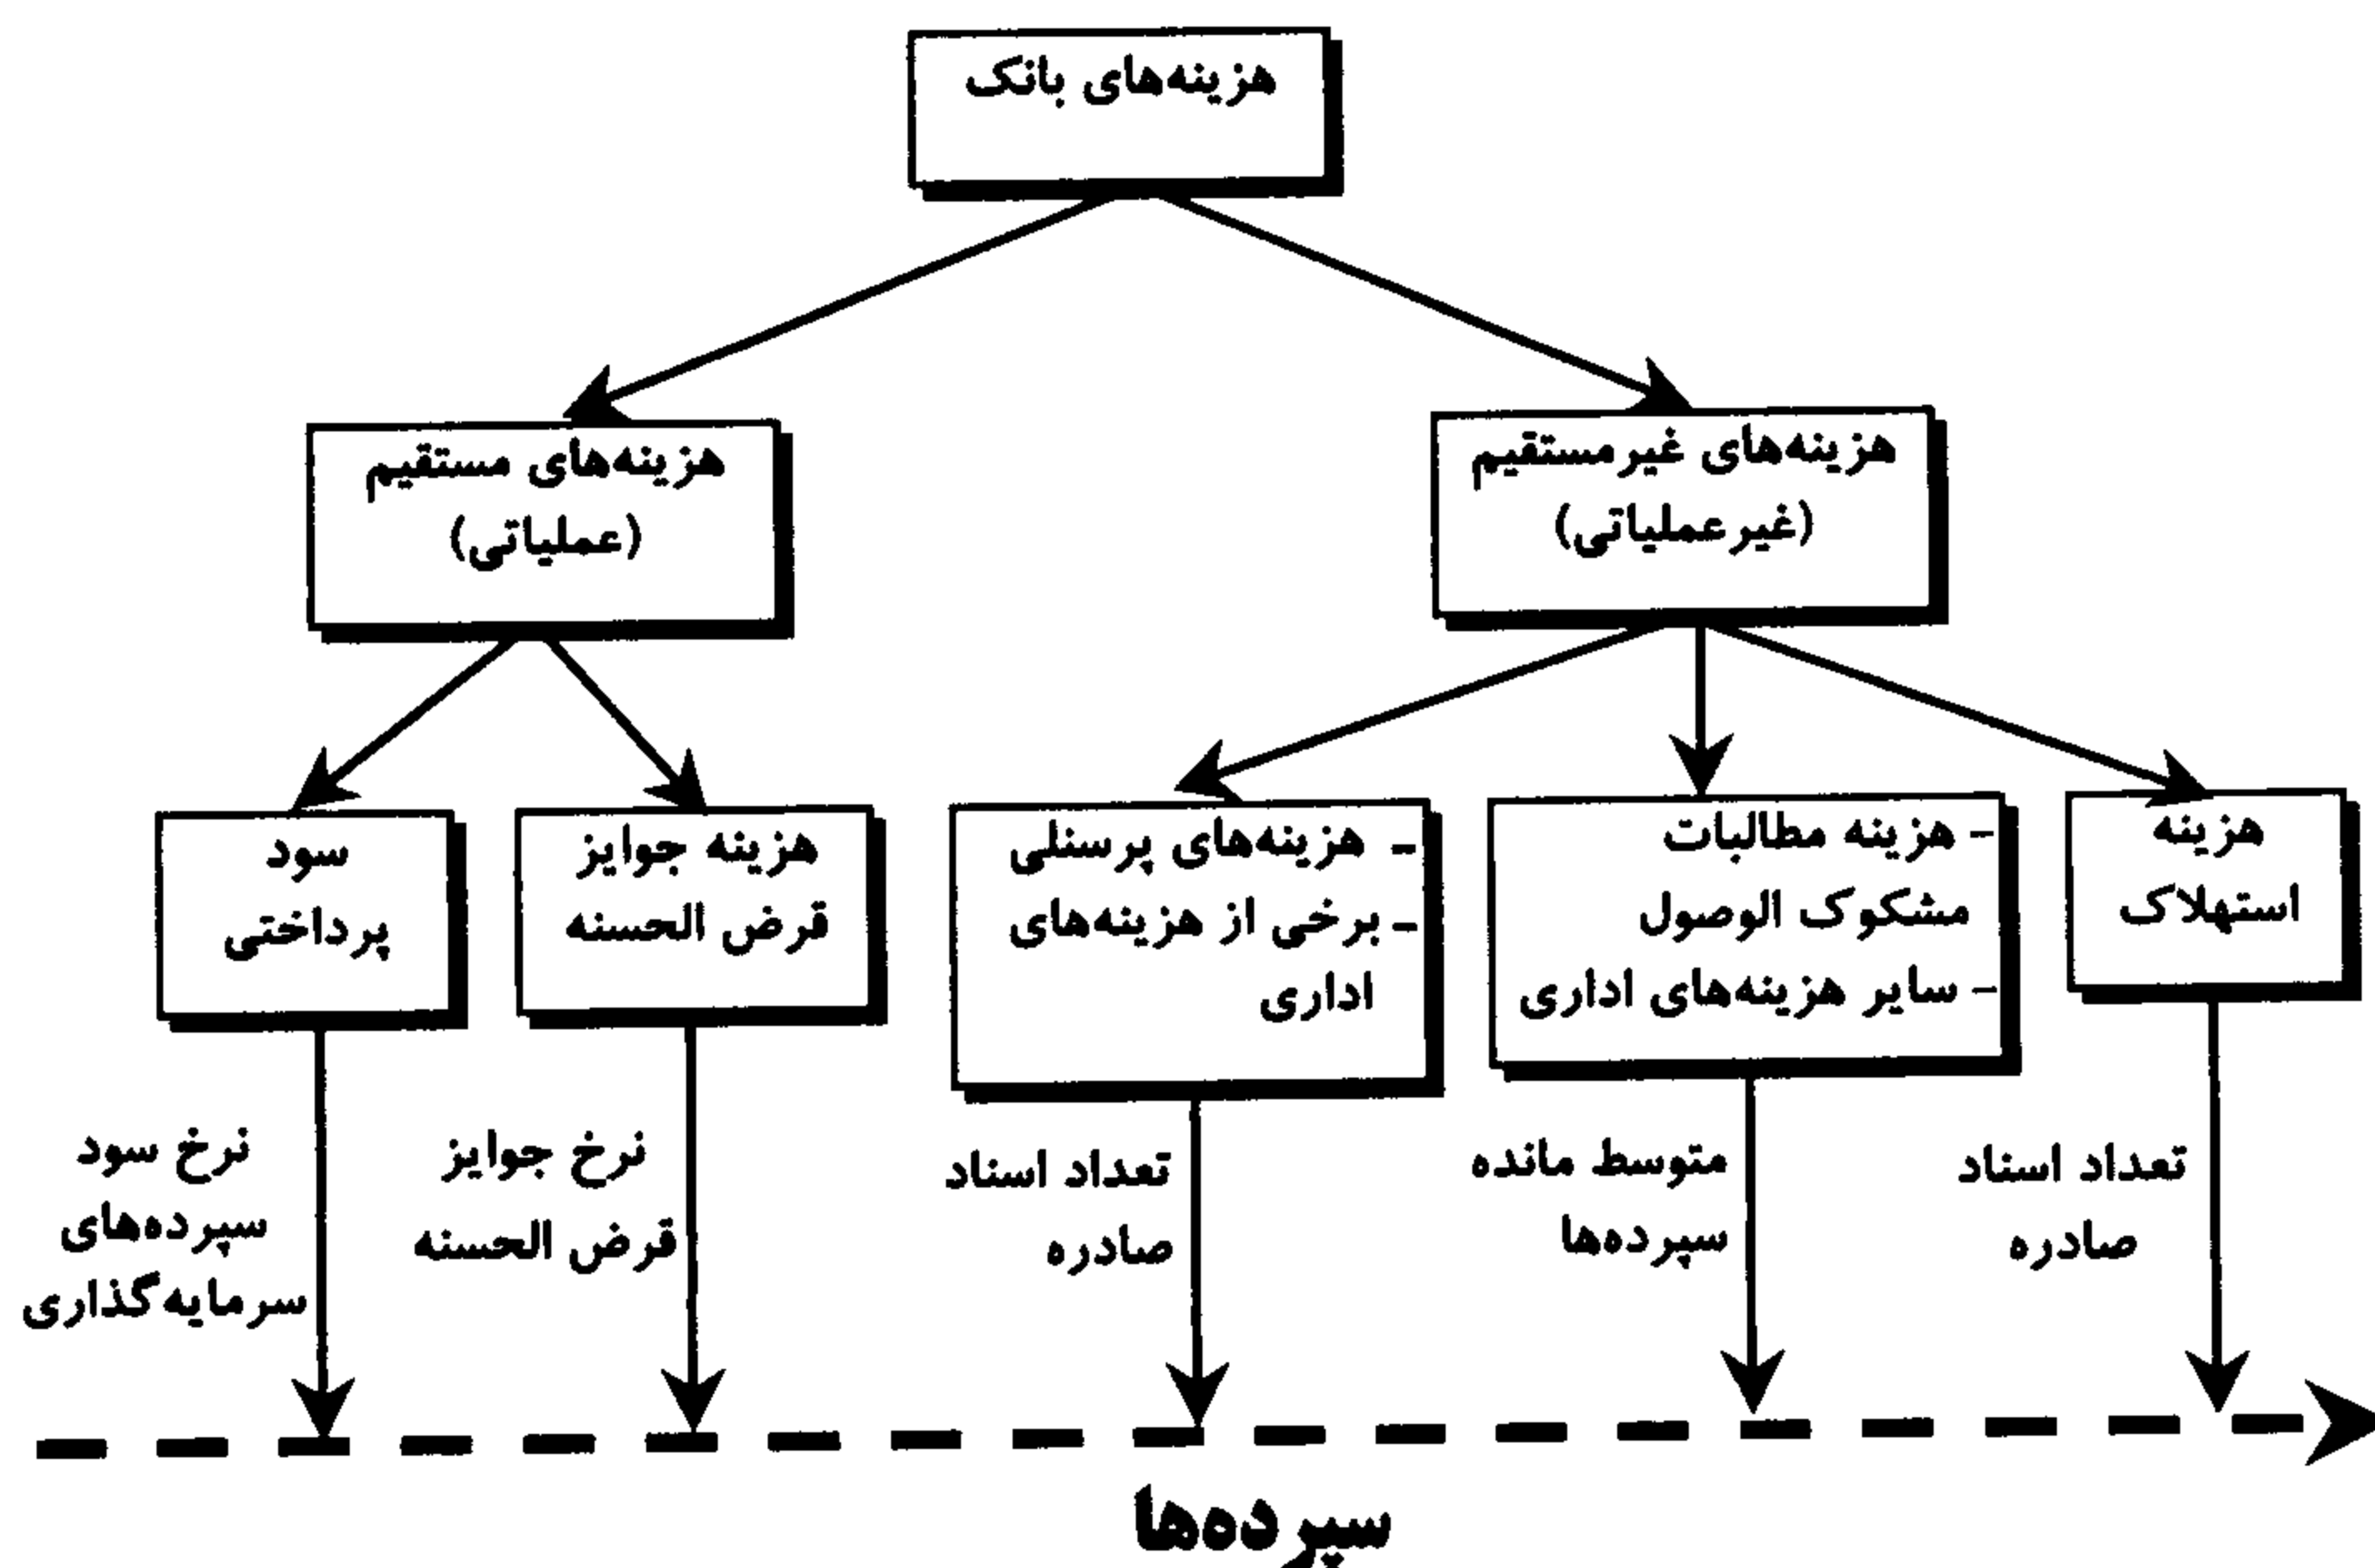 هزینه‌های بانک
هزینه‌های غیرمستقیم
(غیرعملیاتی)
هزینه‌های مستقیم
(عملیاتی)
هزینه
استهلاک
- هزینه مطالبات
مشکوک الوصول
- سایر هزینه‌های اداری
- هزینه‌های پرسنلی
- برخی از هزینه‌های
اداری
هزینه جوایز
قرض الحسنه
سود
پرداختی
تعداد اسناد
صادره
متوسط مانده
سپرده‌ها
تعداد اسناد
صادره
نرخ جوایز
قرض الحسنه
نرخ سود
سپرده‌های
سرمایه‌گذاری
سپرده‌ها